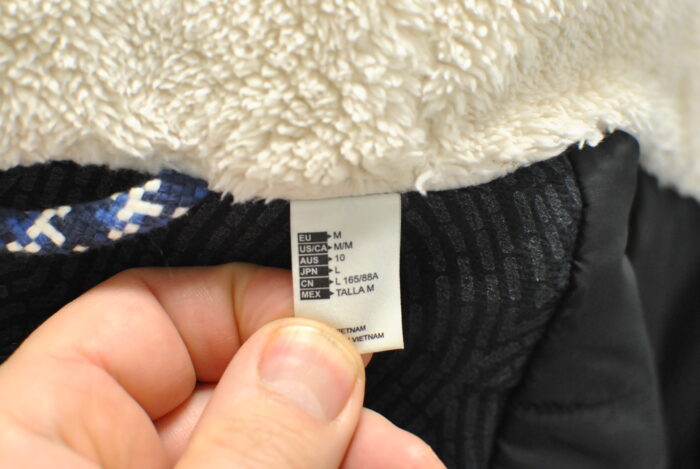 EU M
US/CA M/M
AUS 10
JPN L
CN L 165/88A
MEX TALLA M
VIETNAM